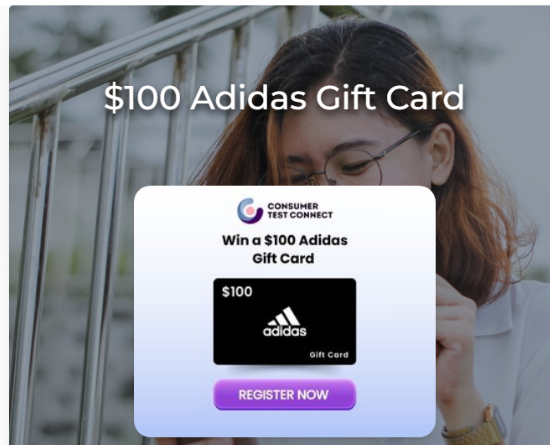 $100 Adidas Gift Card
CONSUMER
TEST CONNECT
Win a $100 Adidas
Gift Card
$100
adidas
Gift Card
REGISTER NOW